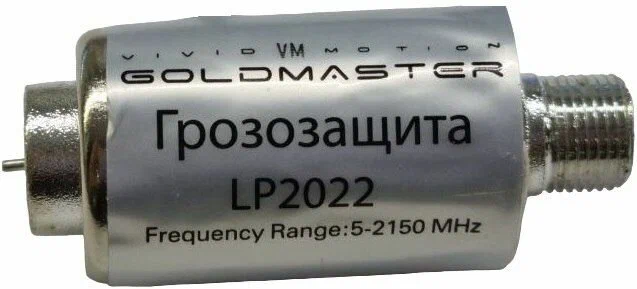 VIVID VM MOTION
GOLDMASTER
Грозозащита
LP2022
Frequency Range:5-2150 MHz